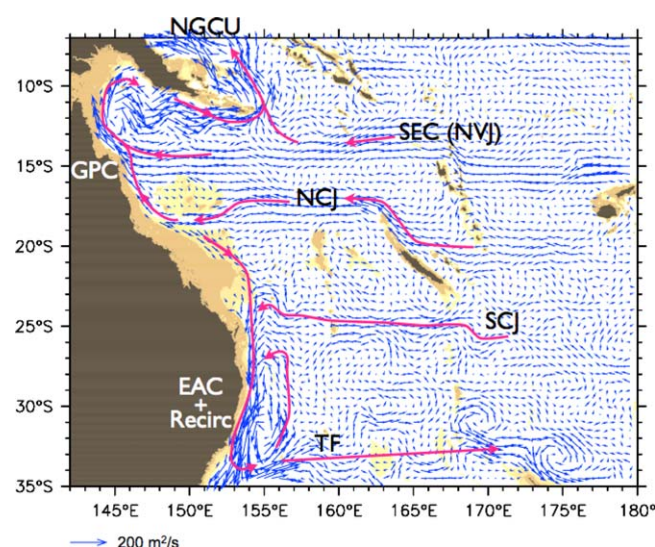 NGCU
10°S
SEC (NVJ)
15°S
GPC
NCJ
20°S
25°S
SCJ
EAC
+
Recirc
30°S
TF
35°S
145°E 150°E 155°E 160°E 165°E 170°E 175°E 180°
200 m²/s